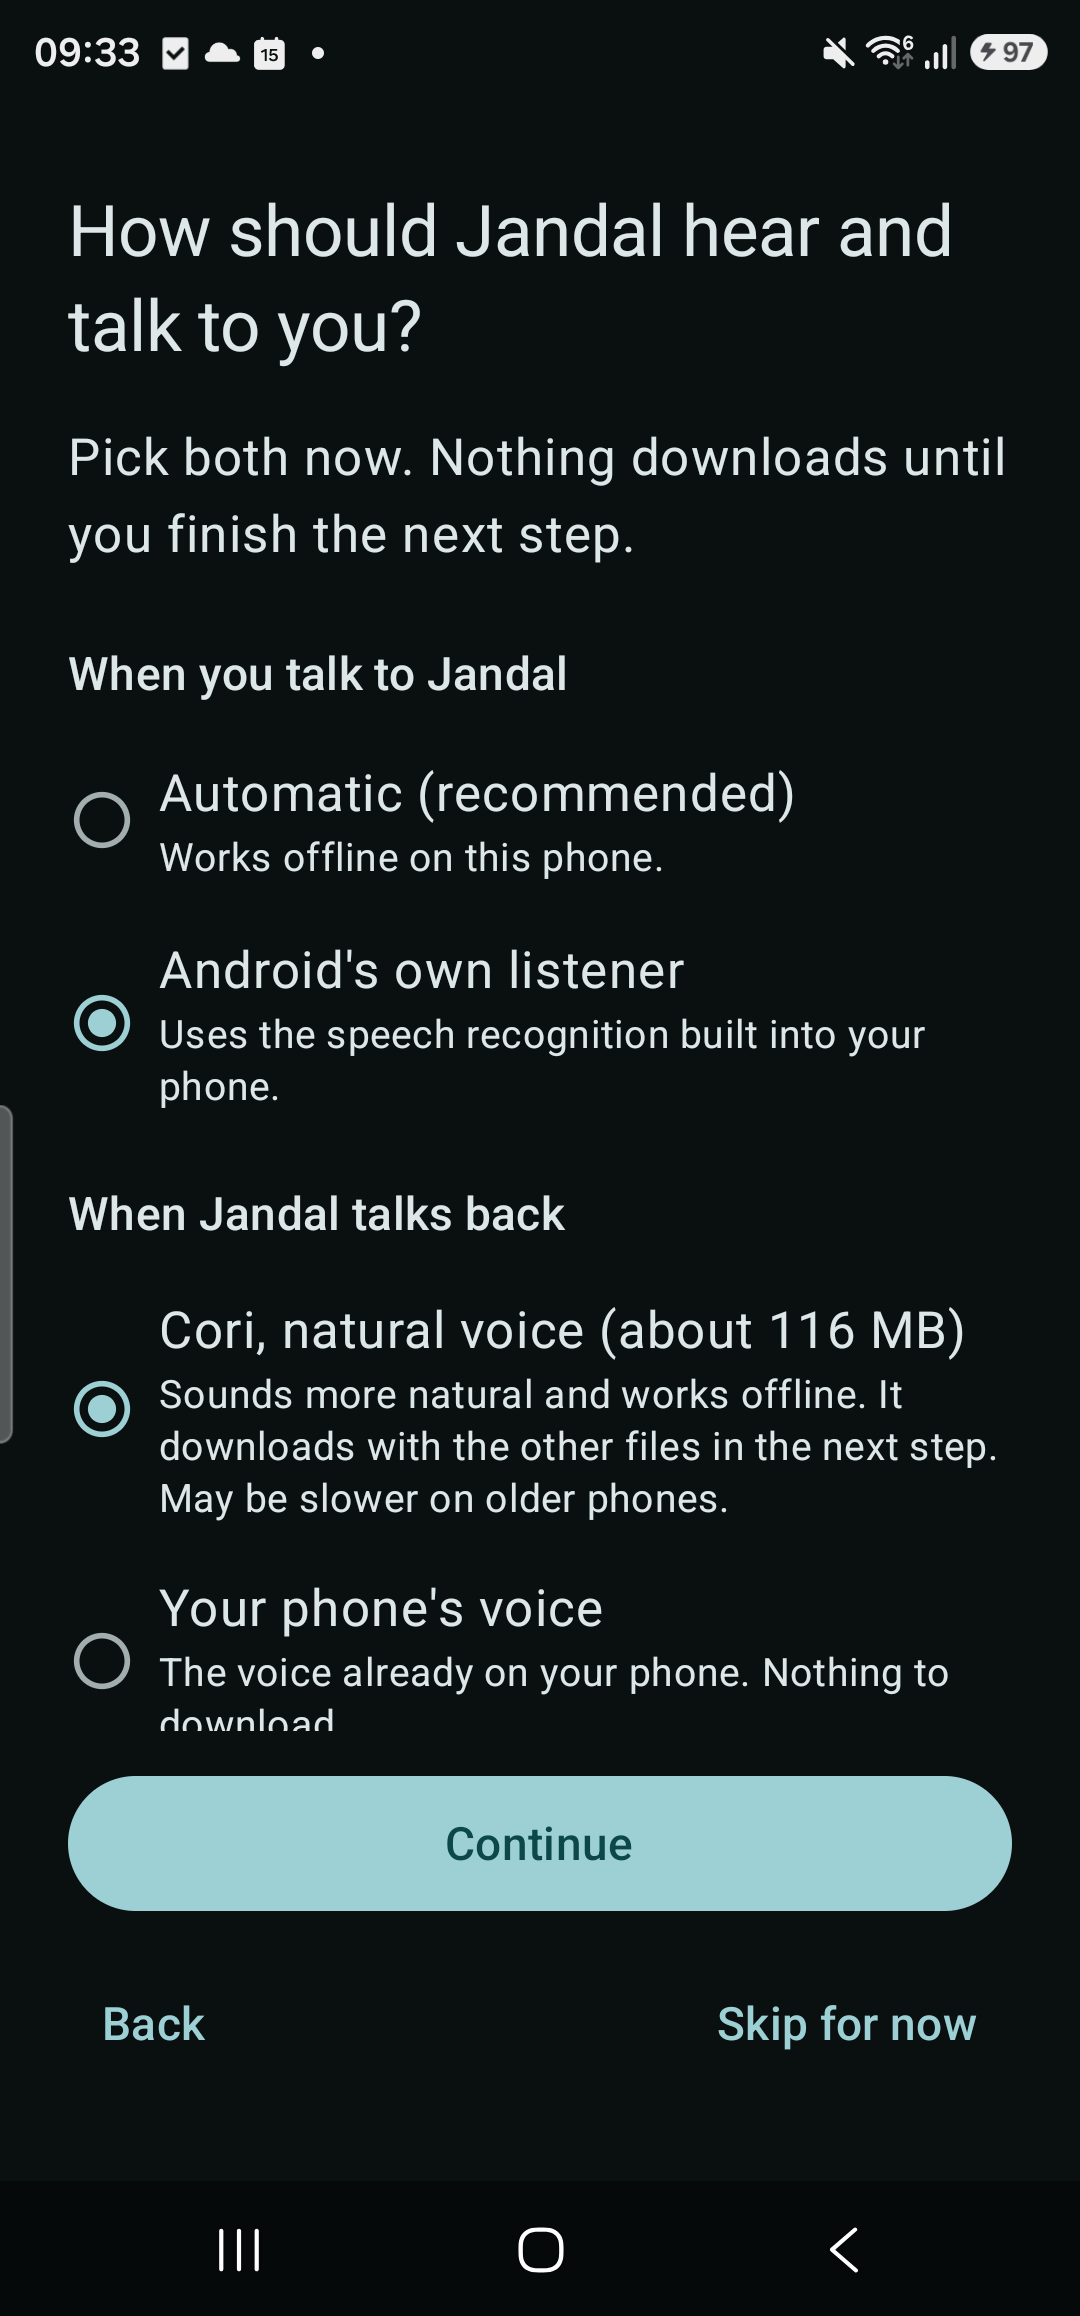 09:33
15
6
97
How should Jandal hear and
talk to you?
Pick both now. Nothing downloads until
you finish the next step.
When you talk to Jandal
Automatic (recommended)
Works offline on this phone.
Android's own listener
Uses the speech recognition built into your
phone.
When Jandal talks back
Cori, natural voice (about 116 MB)
Sounds more natural and works offline. It
downloads with the other files in the next step.
May be slower on older phones.
Your phone's voice
The voice already on your phone. Nothing to
download
Continue
Back
Skip for now